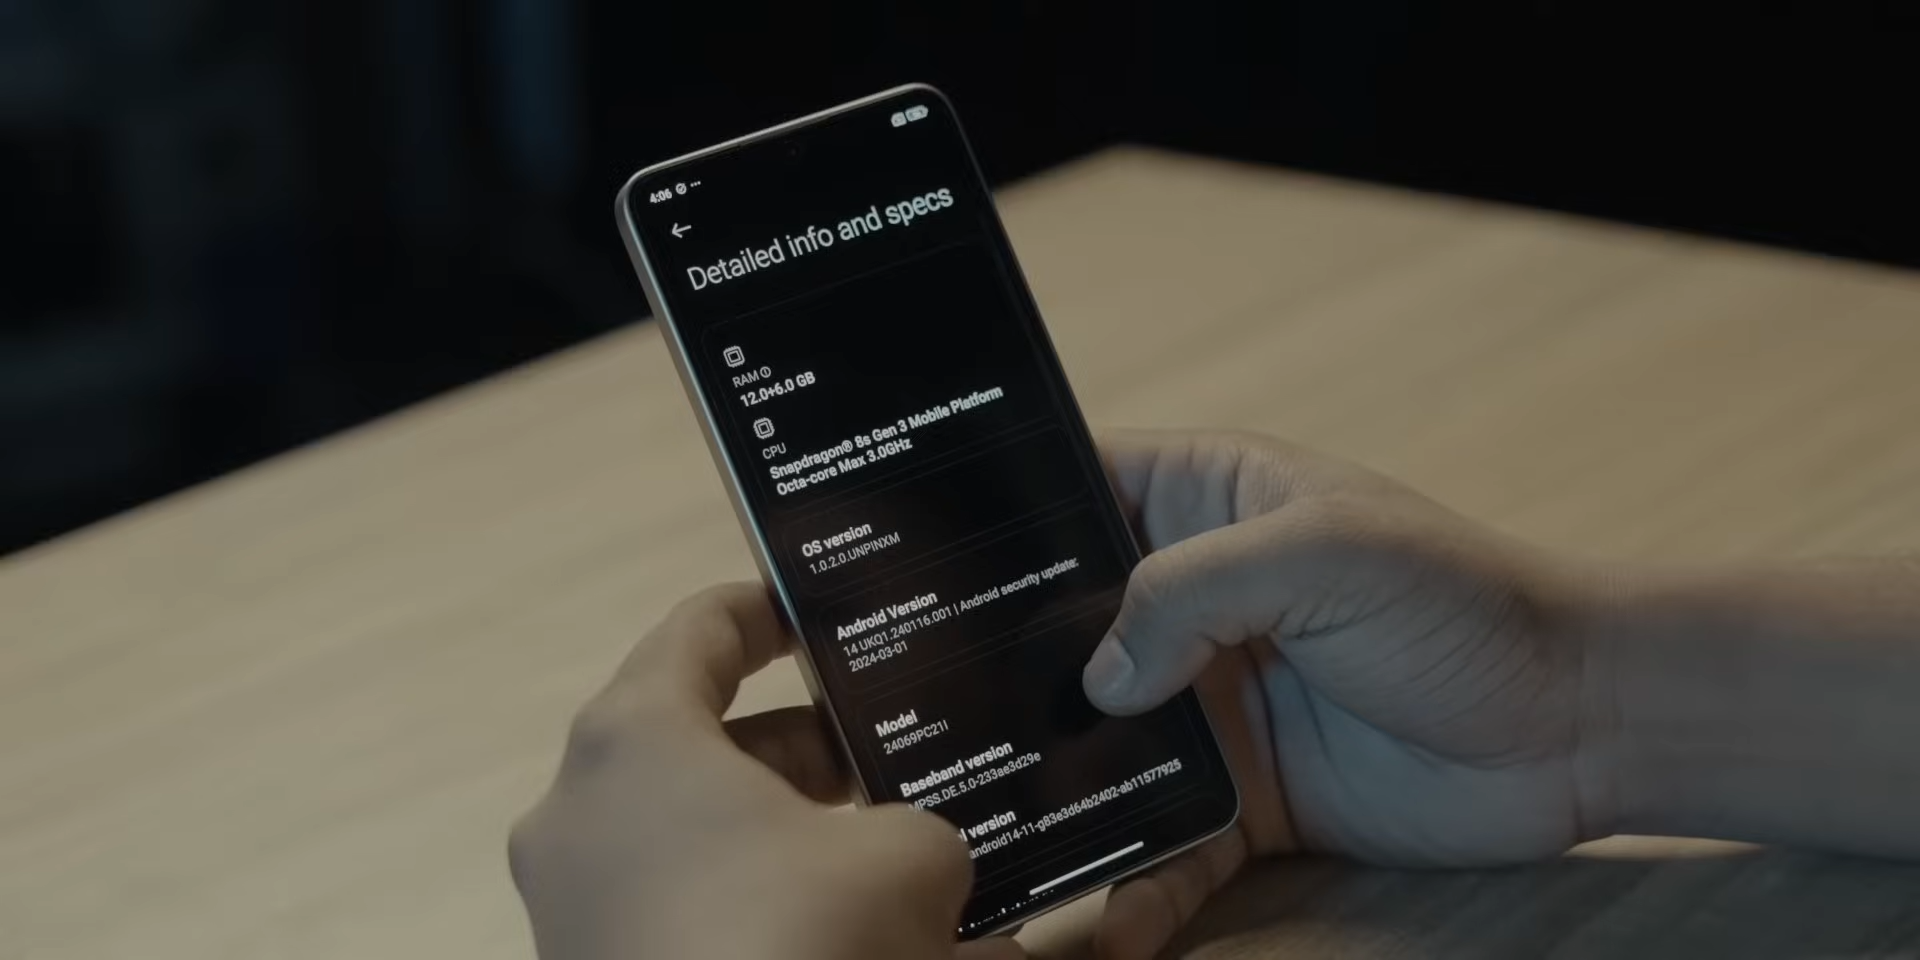 4:06
Detailed info and specs
RAM
12.0+6.0 GB
CPU
Snapdragon® 8s Gen 3 Mobile Platform
Octa-core Max 3.0GHz
OS version
1.0.2.0.UNPINXM
Android Version
14 UKQ1.240116.001 | Android security update:
2024-03-01
Model
24069PC21I
Baseband version
MPSS.DE.5.0-233ae3d29e
version
android14-11-g83e3d64b2402-ab11577925